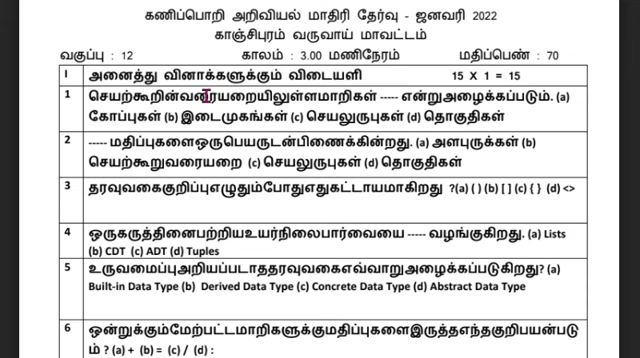 கணிப்பொறி அறிவியல் மாதிரி தேர்வு - ஜனவரி 2022
காஞ்சிபுரம் வருவாய் மாவட்டம்
வகுப்பு : 12 காலம் : 3.00 மணிநேரம் மதிப்பெண் : 70
I அனைத்து வினாக்களுக்கும் விடையளி 15 X 1 = 15
1 செயற்கூறின்வரையறையிலுள்ளமாறிகள் ----- என்றுஅழைக்கப்படும். (a)
கோப்புகள் (b) இடைமுகங்கள் (c) செயலுருபுகள் (d) தொகுதிகள்
2 ----- மதிப்புகளைஒருபெயருடன்பிணைக்கின்றது. (a) அளபுருக்கள் (b)
செயற்கூறுவரையறை (c) செயலுருபுகள் (d) தொகுதிகள்
3 தரவுவகைகுறிப்புஎழுதும்போதுஎதுகட்டாயமாகிறது ?(a) ( ) (b) [ ] (c) { } (d) <>
4 ஒருகருத்தினைபற்றியஉயர்நிலைபார்வையை ----- வழங்குகிறது. (a) Lists
(b) CDT (c) ADT (d) Tuples
5 உருவமைப்புஅறியப்படாததரவுவகைஎவ்வாறுஅழைக்கப்படுகிறது? (a)
Built-in Data Type (b) Derived Data Type (c) Concrete Data Type (d) Abstract Data Type
6 ஒன்றுக்கும்மேற்பட்டமாறிகளுக்குமதிப்புகளைஇருத்தஎந்தகுறிபயன்படு
ம் ? (a) + (b) = (c) / (d) :